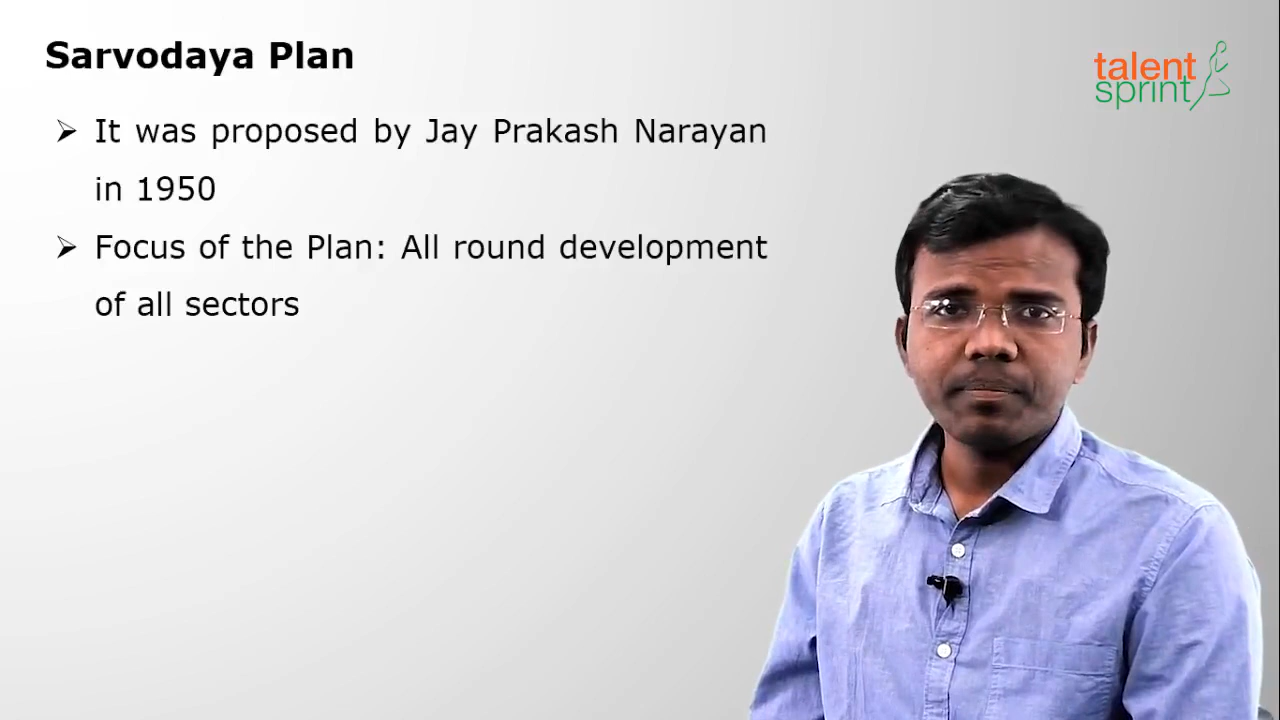 Sarvodaya Plan
talent
sprint
➢ It was proposed by Jay Prakash Narayan
in 1950
➢ Focus of the Plan: All round development
of all sectors